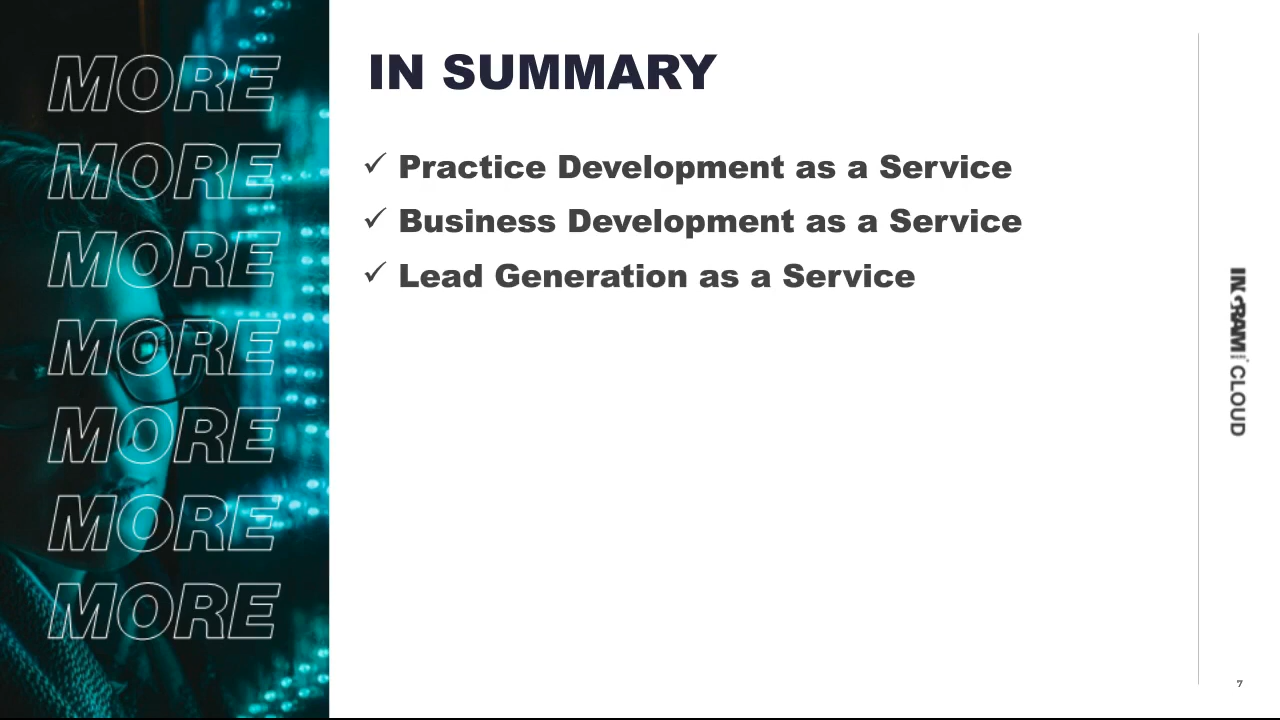 MORE
MORE
MORE
MORE
MORE
MORE
MORE
IN SUMMARY
✓ Practice Development as a Service
✓ Business Development as a Service
✓ Lead Generation as a Service
INGRAM CLOUD
7